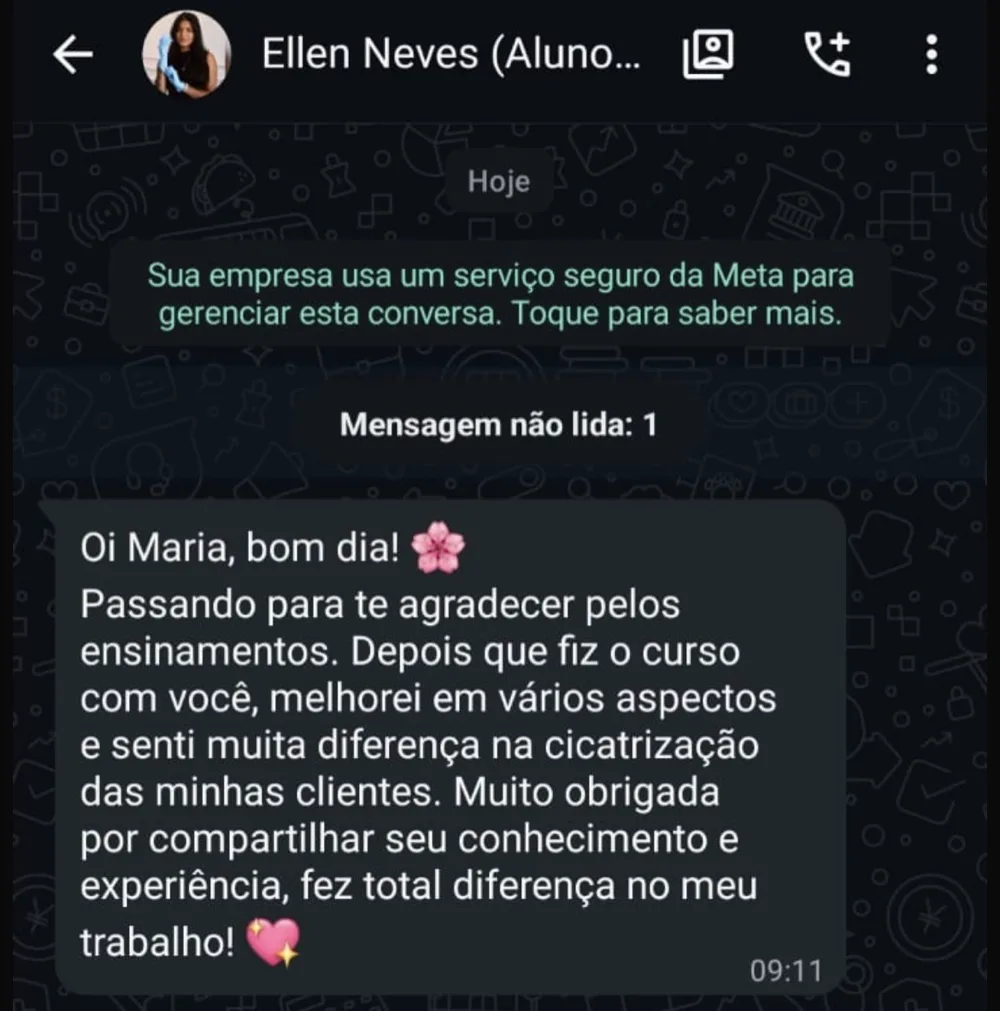 Ellen Neves (Aluno...
Hoje
Sua empresa usa um serviço seguro da Meta para
gerenciar esta conversa. Toque para saber mais.
Mensagem não lida: 1
Oi Maria, bom dia! 🌸
Passando para te agradecer pelos
ensinamentos. Depois que fiz o curso
com você, melhorei em vários aspectos
e senti muita diferença na cicatrização
das minhas clientes. Muito obrigada
por compartilhar seu conhecimento e
experiência, fez total diferença no meu
trabalho! 💖
09:11